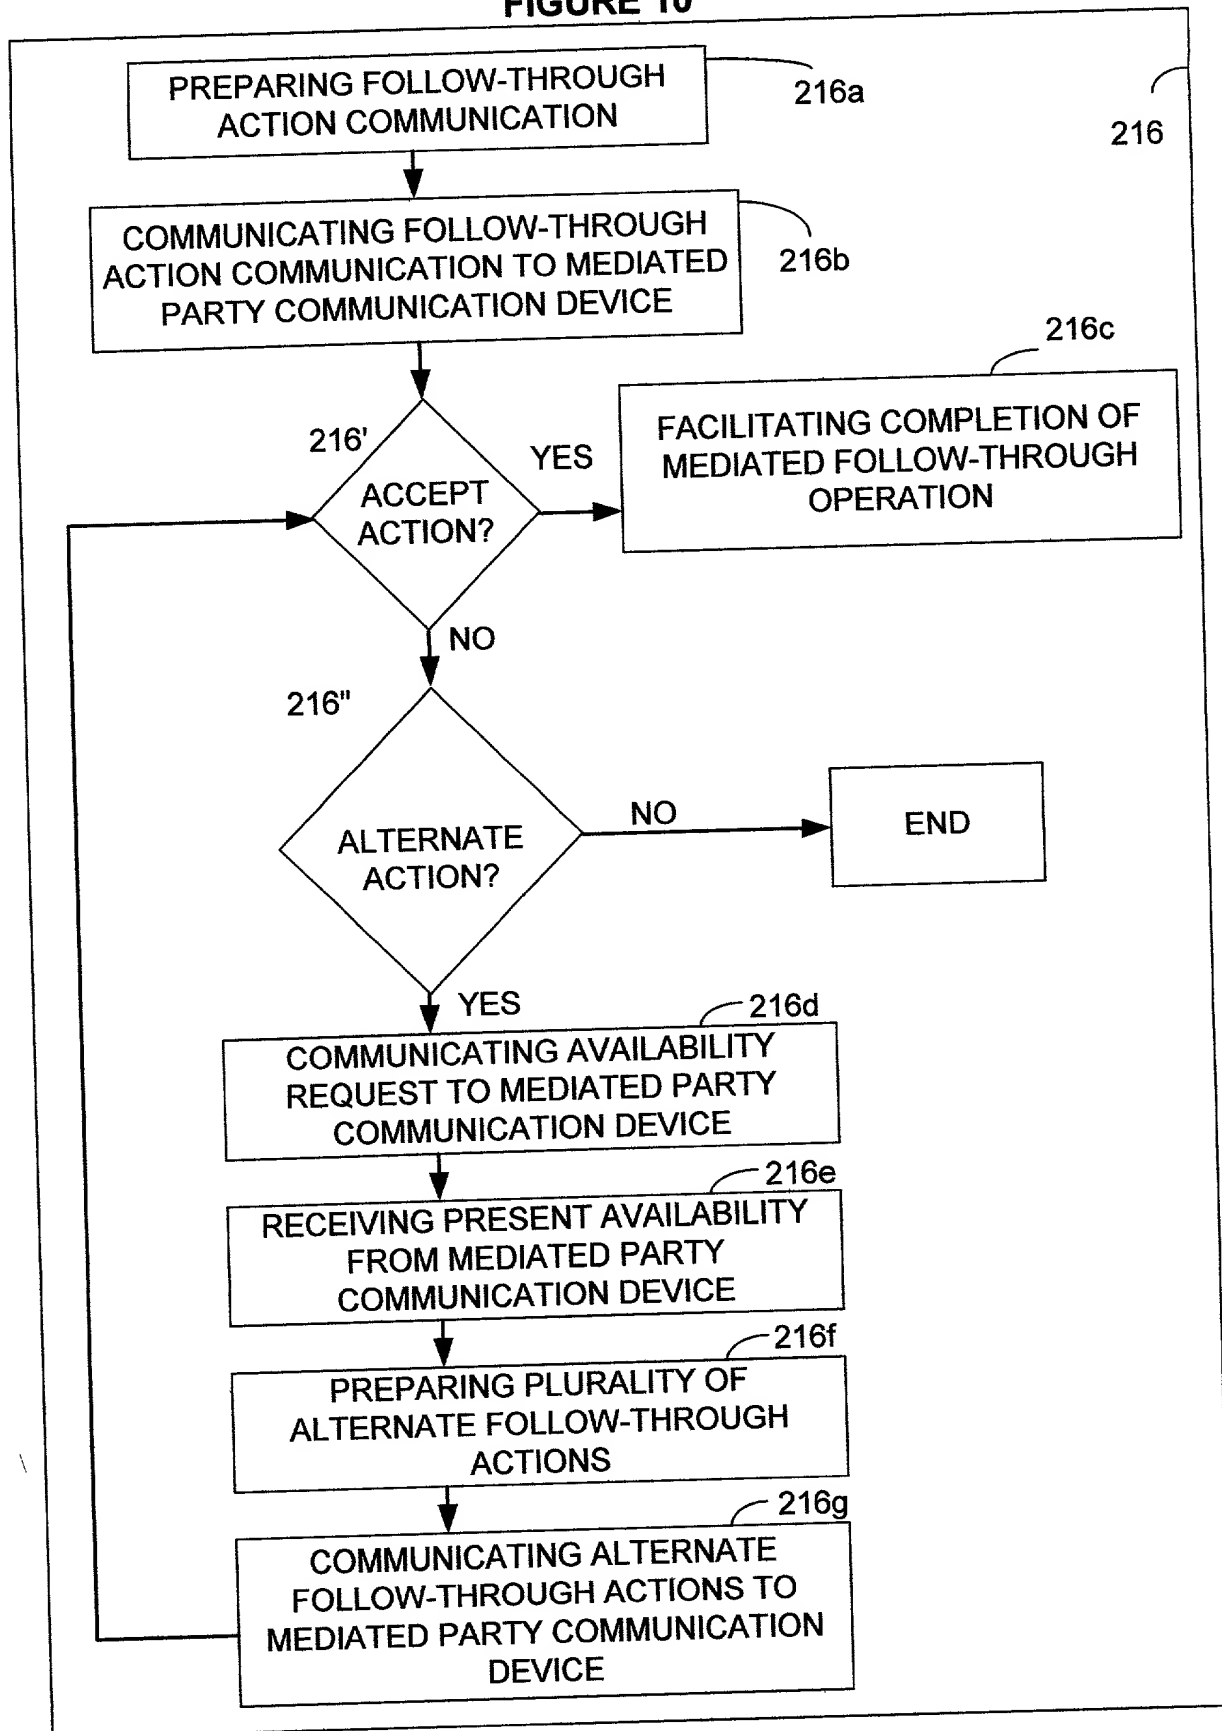 FIGURE 10
PREPARING FOLLOW-THROUGH
ACTION COMMUNICATION
216a
216
COMMUNICATING FOLLOW-THROUGH
ACTION COMMUNICATION TO MEDIATED
PARTY COMMUNICATION DEVICE
216b
216c
FACILITATING COMPLETION OF
MEDIATED FOLLOW-THROUGH
OPERATION
216'
YES
ACCEPT
ACTION?
NO
216"
ALTERNATE
ACTION?
NO
END
YES
216d
COMMUNICATING AVAILABILITY
REQUEST TO MEDIATED PARTY
COMMUNICATION DEVICE
216e
RECEIVING PRESENT AVAILABILITY
FROM MEDIATED PARTY
COMMUNICATION DEVICE
216f
PREPARING PLURALITY OF
ALTERNATE FOLLOW-THROUGH
ACTIONS
216g
COMMUNICATING ALTERNATE
FOLLOW-THROUGH ACTIONS TO
MEDIATED PARTY COMMUNICATION
DEVICE